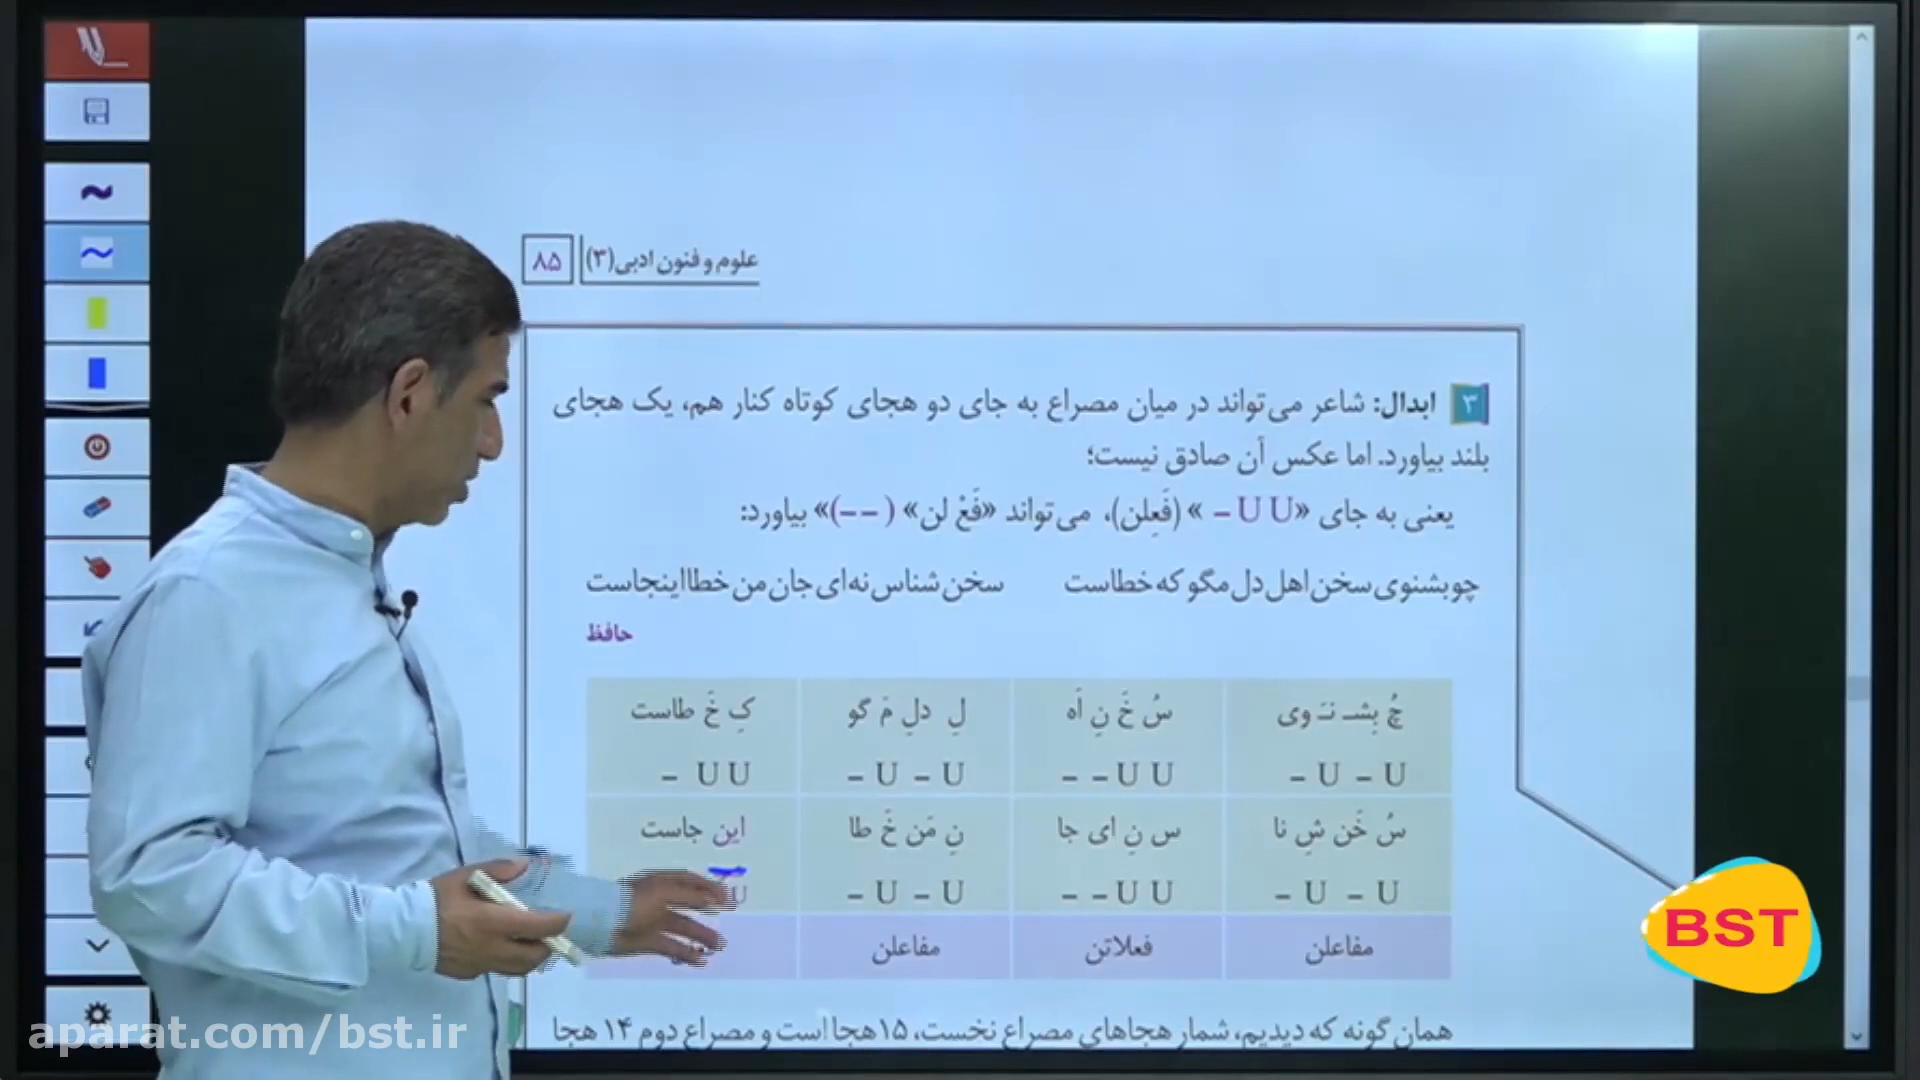 علوم و فنون ادبی (۳) ۸۵
۳ ابدال: شاعر می‌تواند در میان مصراع به جای دو هجای کوتاه کنار هم، یک هجای
بلند بیاورد. اما عکس آن صادق نیست؛
یعنی به جای «U U –» (فَعِلن)، می‌تواند «فَعْ لن» (– –)» بیاورد:
چو بشنوی سخن اهل دل مگو که خطاست سخن شناس نه‌ای جان من خطا اینجاست
حافظ
چُ بِشـ نَـ وی سُ خَ نِ اَه لِ دلِ مَ گو کِ خَ طاست
U – U – U U – – U – U – U U –
سُ خَن شِ نا س نِ ای جا نِ مَن خَ طا این جاست
U – U – U U – – U – U – U
مفاعلن فعلاتن مفاعلن
همان گونه که دیدیم، شمار هجاهای مصراع نخست، ۱۵ هجا است و مصراع دوم ۱۴ هجا
BST
aparat.com/bst.ir